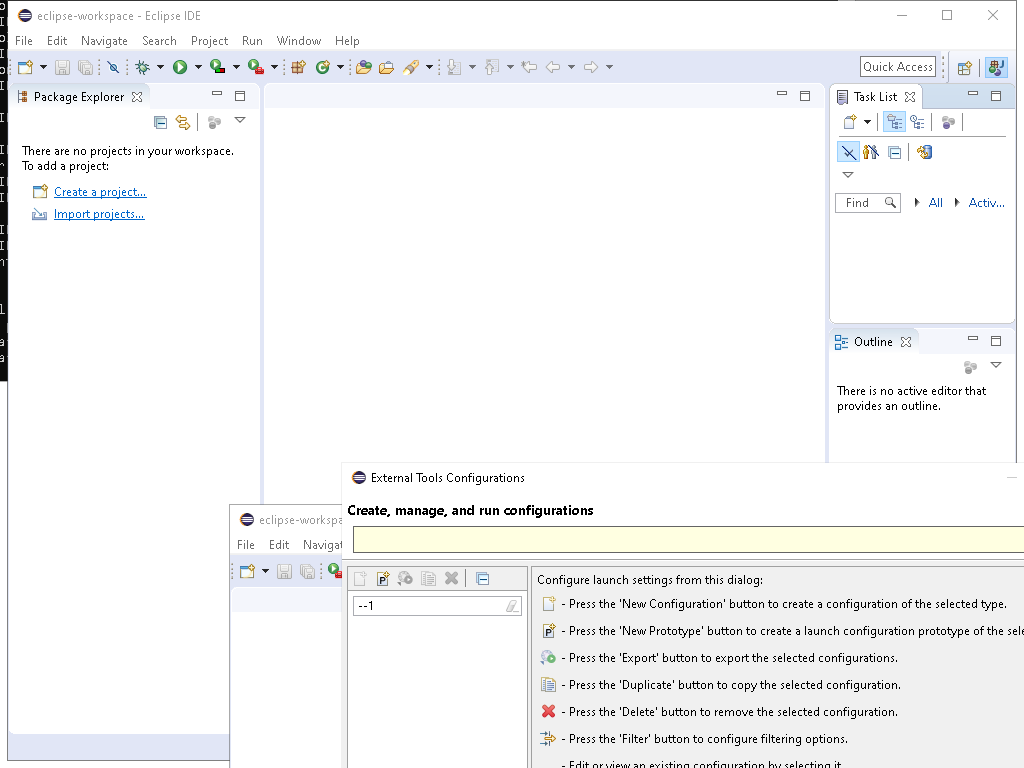 eclipse-workspace - Eclipse IDE
File Edit Navigate Search Project Run Window Help
Quick Access
Package Explorer
There are no projects in your workspace.
To add a project:
Create a project...
Import projects...
Task List
Find All Activ...
Outline
There is no active editor that
provides an outline.
eclipse-workspa
File Edit Navigat
External Tools Configurations
Create, manage, and run configurations
--1
Configure launch settings from this dialog:
- Press the 'New Configuration' button to create a configuration of the selected type.
- Press the 'New Prototype' button to create a launch configuration prototype of the sele
- Press the 'Export' button to export the selected configurations.
- Press the 'Duplicate' button to copy the selected configuration.
- Press the 'Delete' button to remove the selected configuration.
- Press the 'Filter' button to configure filtering options.
- Edit or view an existing configuration by selecting it.